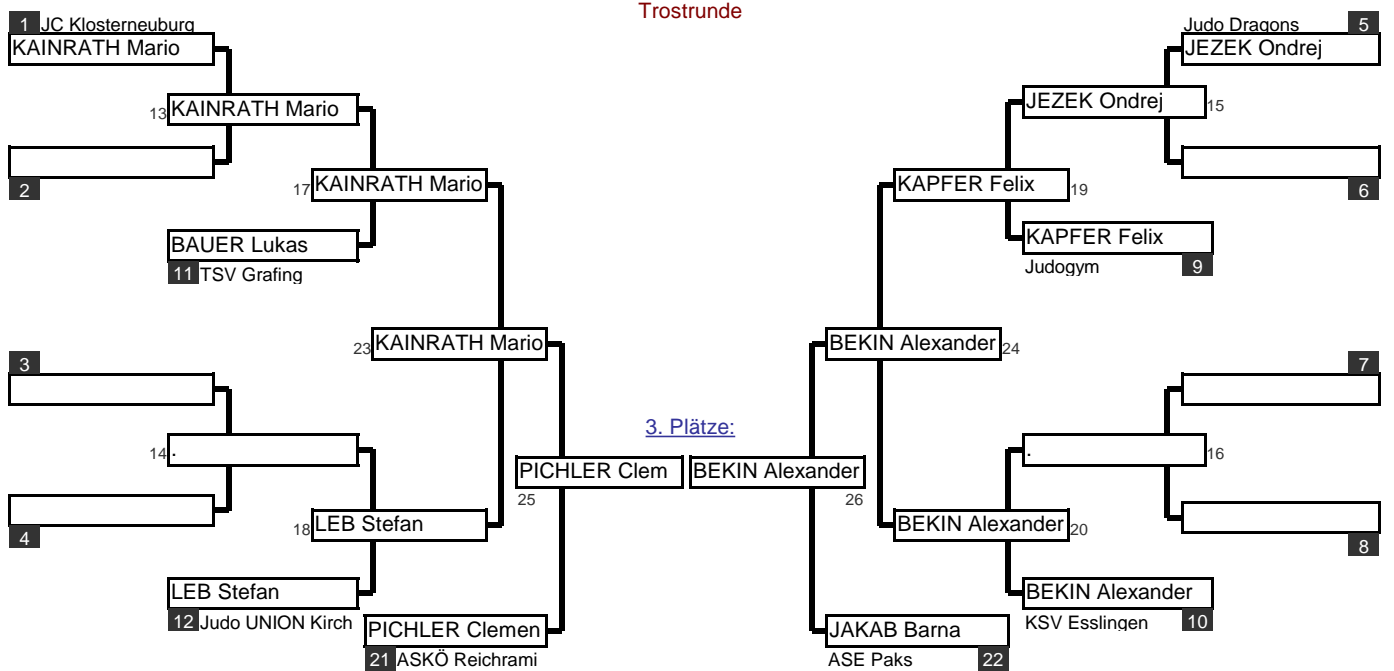 Trostrunde
1 JC Klosterneuburg
Judo Dragons 5
KAINRATH Mario
JEZEK Ondrej
13 KAINRATH Mario
JEZEK Ondrej 15
2
6
17 KAINRATH Mario
KAPFER Felix 19
BAUER Lukas
KAPFER Felix
11 TSV Grafing
Judogym 9
23 KAINRATH Mario
BEKIN Alexander 24
3
7
3. Plätze:
14 .
. 16
PICHLER Clem
BEKIN Alexander
25
26
4
8
18 LEB Stefan
BEKIN Alexander 20
LEB Stefan
BEKIN Alexander
12 Judo UNION Kirch
KSV Esslingen 10
PICHLER Clemen
JAKAB Barna
21 ASKÖ Reichrami
ASE Paks 22